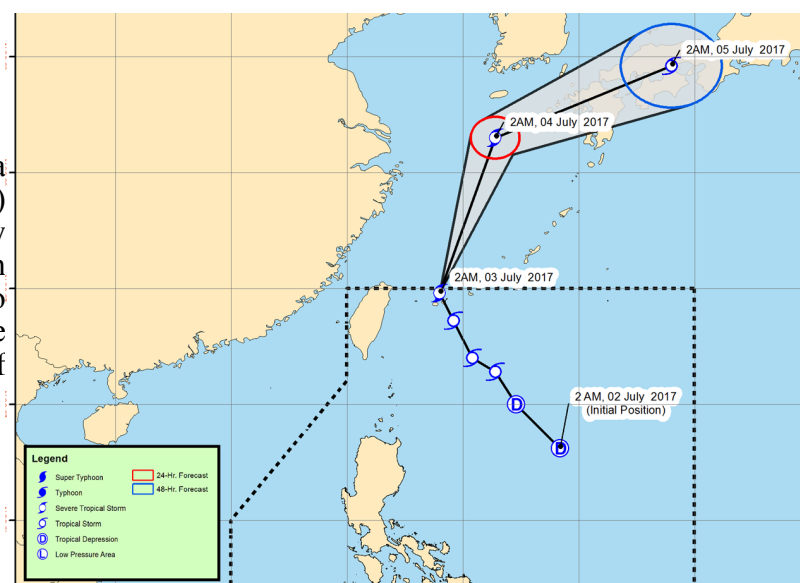 2AM, 05 July 2017
2AM, 04 July 2017
2AM, 03 July 2017
2 AM, 02 July 2017
(Initial Position)
D
D
Legend
Super Typhoon
Typhoon
Severe Tropical Storm
Tropical Storm
D Tropical Depression
L Low Pressure Area
24-Hr. Forecast
48-Hr. Forecast